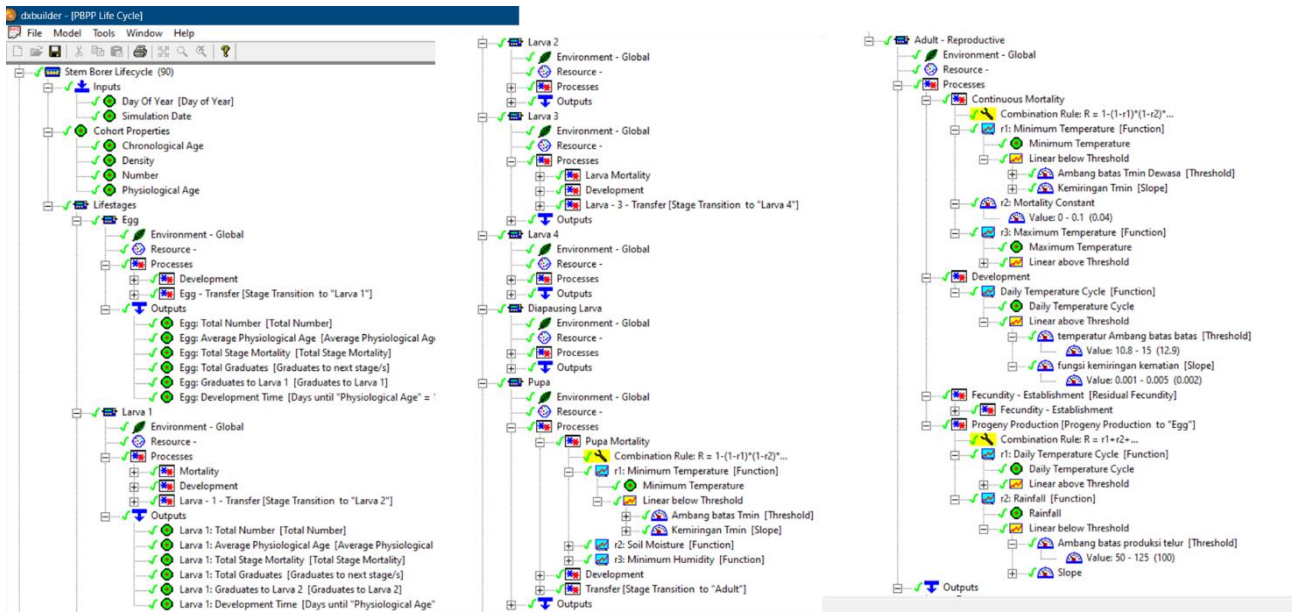 dxbuilder - [PBPP Life Cycle]
File Model Tools Window Help
Stem Borer Lifecycle (90)
Inputs
Day Of Year [Day of Year]
Simulation Date
Cohort Properties
Chronological Age
Density
Number
Physiological Age
Lifestages
Egg
Environment - Global
Resource -
Processes
Development
Egg - Transfer [Stage Transition to "Larva 1"]
Outputs
Egg: Total Number [Total Number]
Egg: Average Physiological Age [Average Physiological Ag
Egg: Total Stage Mortality [Total Stage Mortality]
Egg: Total Graduates [Graduates to next stage/s]
Egg: Graduates to Larva 1 [Graduates to Larva 1]
Egg: Development Time [Days until "Physiological Age" =
Larva 1
Environment - Global
Resource -
Processes
Mortality
Development
Larva - 1 - Transfer [Stage Transition to "Larva 2"]
Outputs
Larva 1: Total Number [Total Number]
Larva 1: Average Physiological Age [Average Physiological
Larva 1: Total Stage Mortality [Total Stage Mortality]
Larva 1: Total Graduates [Graduates to next stage/s]
Larva 1: Graduates to Larva 2 [Graduates to Larva 2]
Larva 1: Development Time [Days until "Physiological Age"
Larva 2
Environment - Global
Resource -
Processes
Outputs
Larva 3
Environment - Global
Resource -
Processes
Larva Mortality
Development
Larva - 3 - Transfer [Stage Transition to "Larva 4"]
Outputs
Larva 4
Environment - Global
Resource -
Processes
Outputs
Diapausing Larva
Environment - Global
Resource -
Processes
Outputs
Pupa
Environment - Global
Resource -
Processes
Pupa Mortality
Combination Rule: R = 1-(1-r1)*(1-r2)*...
r1: Minimum Temperature [Function]
Minimum Temperature
Linear below Threshold
Ambang batas Tmin [Threshold]
Kemiringan Tmin [Slope]
r2: Soil Moisture [Function]
r3: Minimum Humidity [Function]
Development
Transfer [Stage Transition to "Adult"]
Outputs
Adult - Reproductive
Environment - Global
Resource -
Processes
Continuous Mortality
Combination Rule: R = 1-(1-r1)*(1-r2)*...
r1: Minimum Temperature [Function]
Minimum Temperature
Linear below Threshold
Ambang batas Tmin Dewasa [Threshold]
Kemiringan Tmin [Slope]
r2: Mortality Constant
Value: 0 - 0.1 (0.04)
r3: Maximum Temperature [Function]
Maximum Temperature
Linear above Threshold
Development
Daily Temperature Cycle [Function]
Daily Temperature Cycle
Linear above Threshold
temperatur Ambang batas batas [Threshold]
Value: 10.8 - 15 (12.9)
fungsi kemiringan kematian [Slope]
Value: 0.001 - 0.005 (0.002)
Fecundity - Establishment [Residual Fecundity]
Fecundity - Establishment
Progeny Production [Progeny Production to "Egg"]
Combination Rule: R = r1+r2+...
r1: Daily Temperature Cycle [Function]
Daily Temperature Cycle
Linear above Threshold
r2: Rainfall [Function]
Rainfall
Linear below Threshold
Ambang batas produksi telur [Threshold]
Value: 50 - 125 (100)
Slope
Outputs